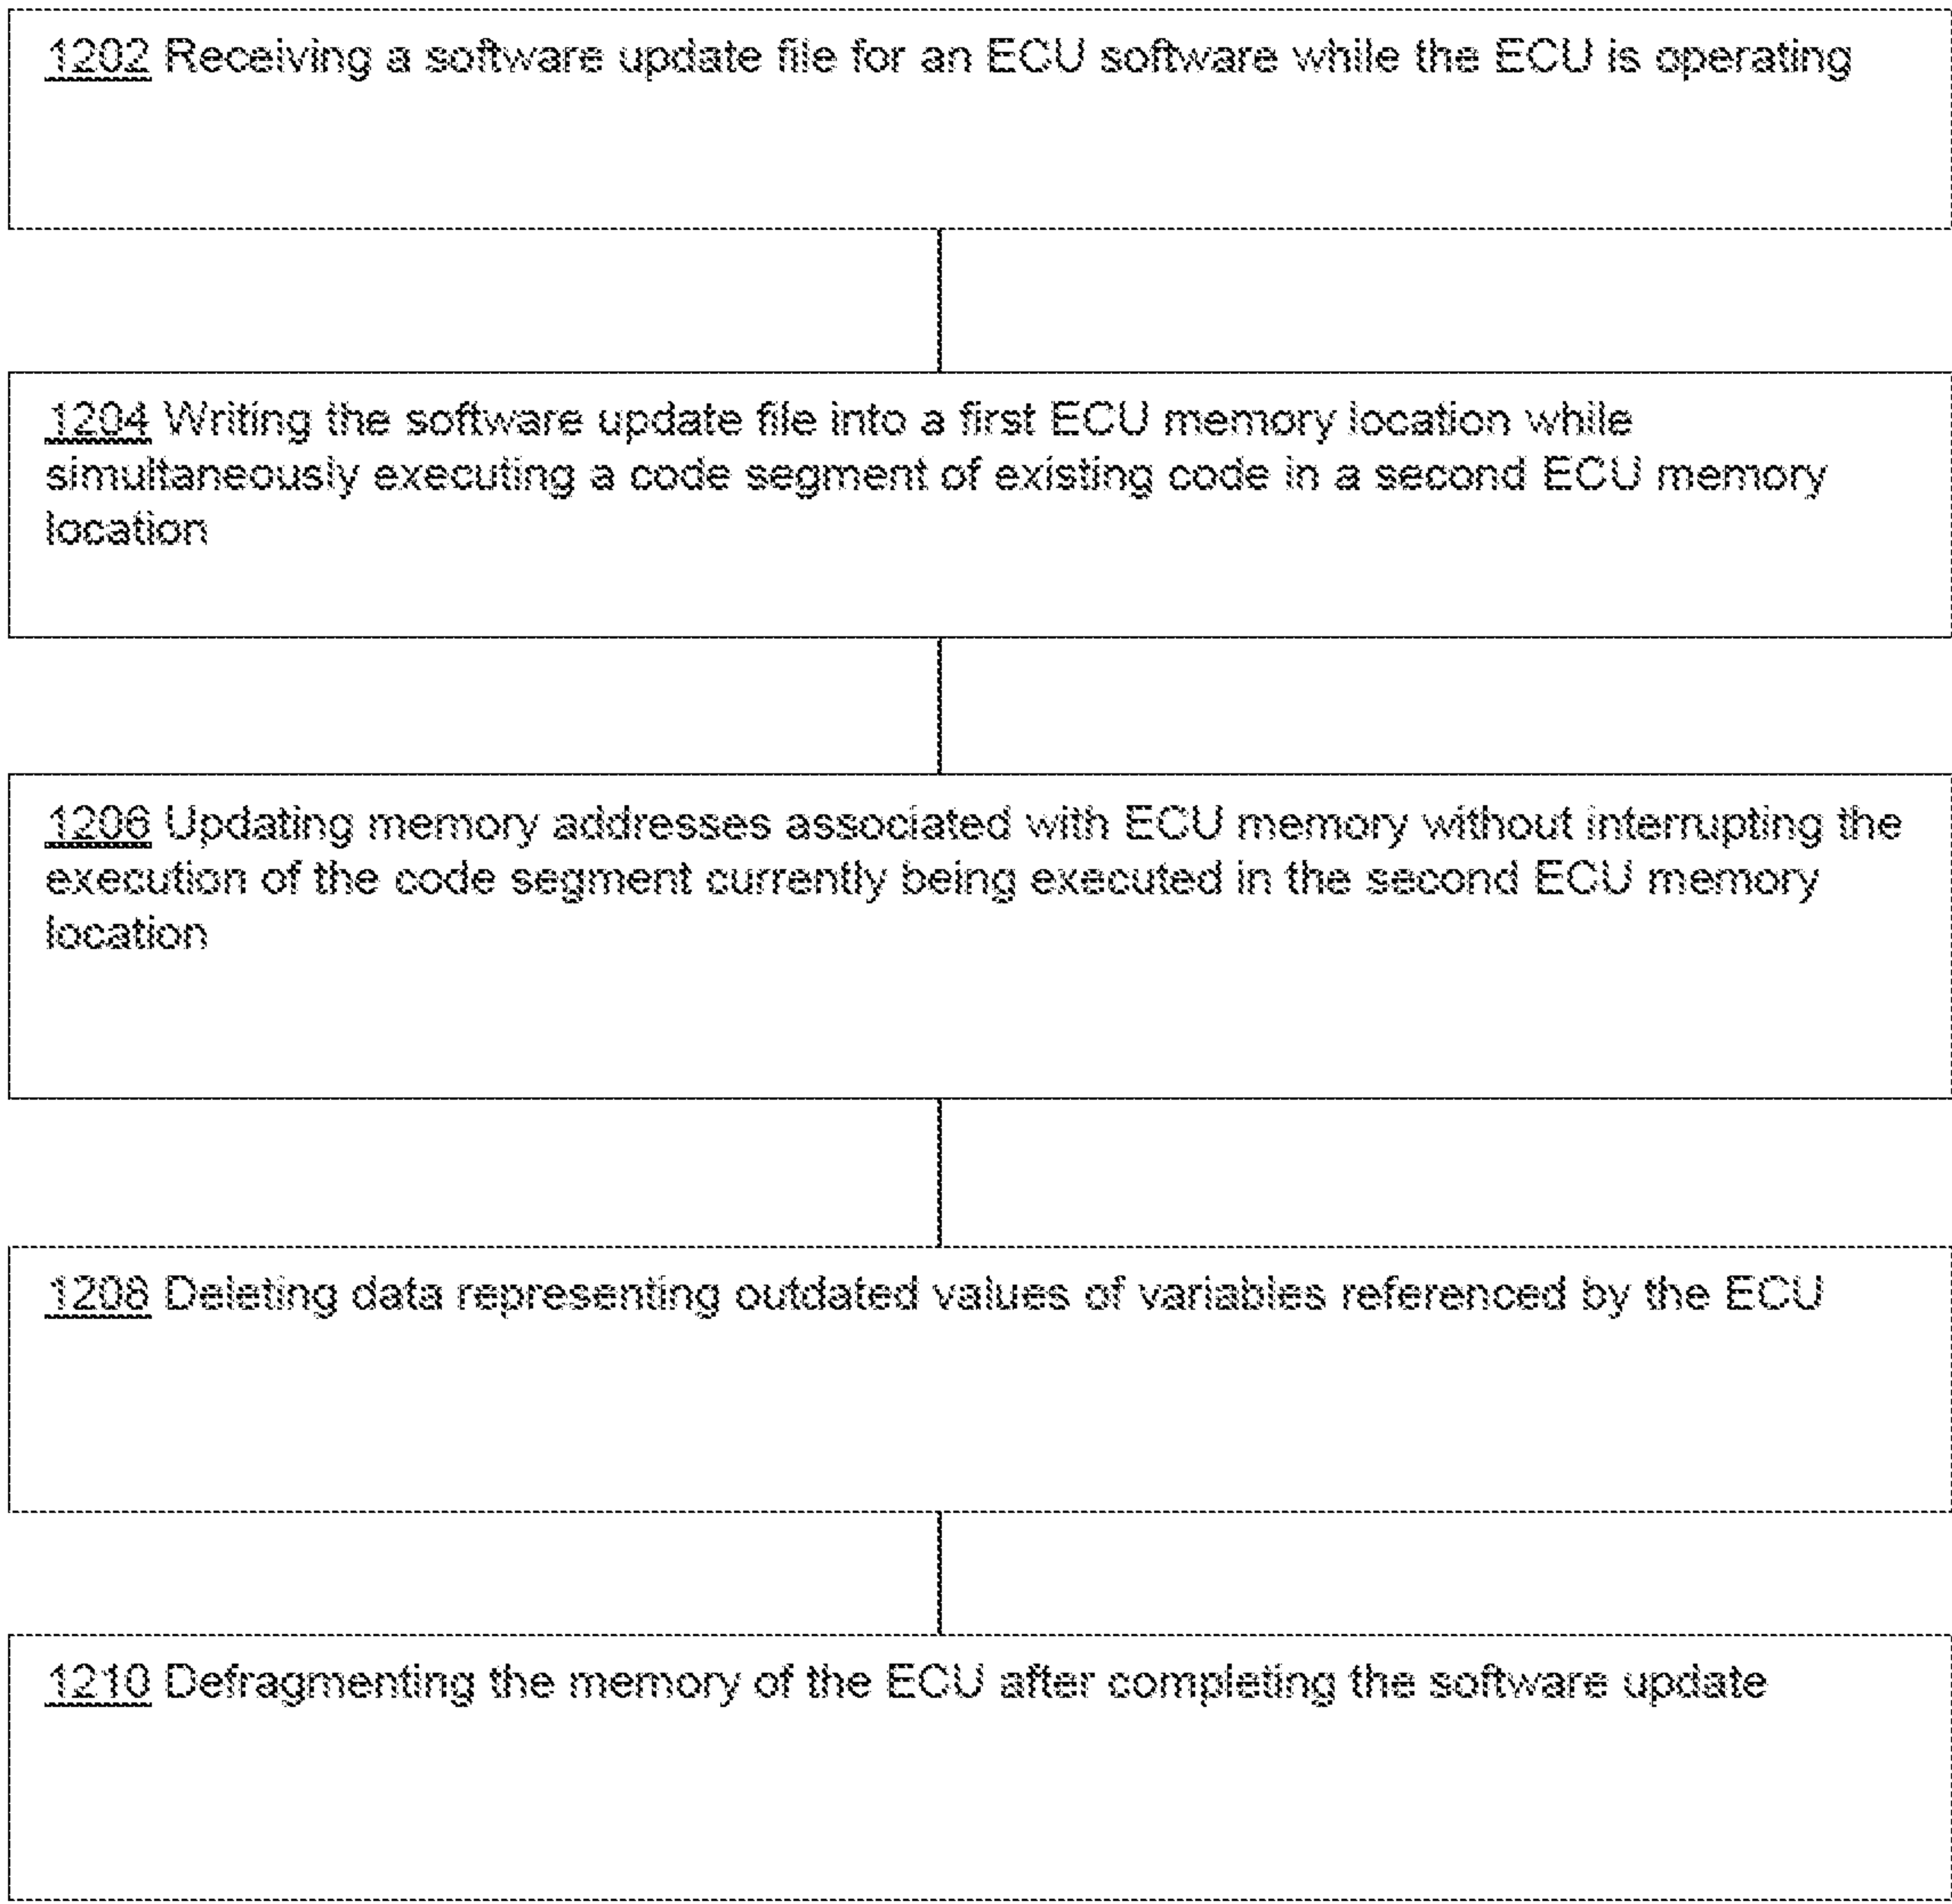 1202 Receiving a software update file for an ECU software while the ECU is operating
1204 Writing the software update file into a first ECU memory location while
simultaneously executing a code segment of existing code in a second ECU memory
location
1206 Updating memory addresses associated with ECU memory without interrupting the
execution of the code segment currently being executed in the second ECU memory
location
1208 Deleting data representing outdated values of variables referenced by the ECU
1210 Defragmenting the memory of the ECU after completing the software update